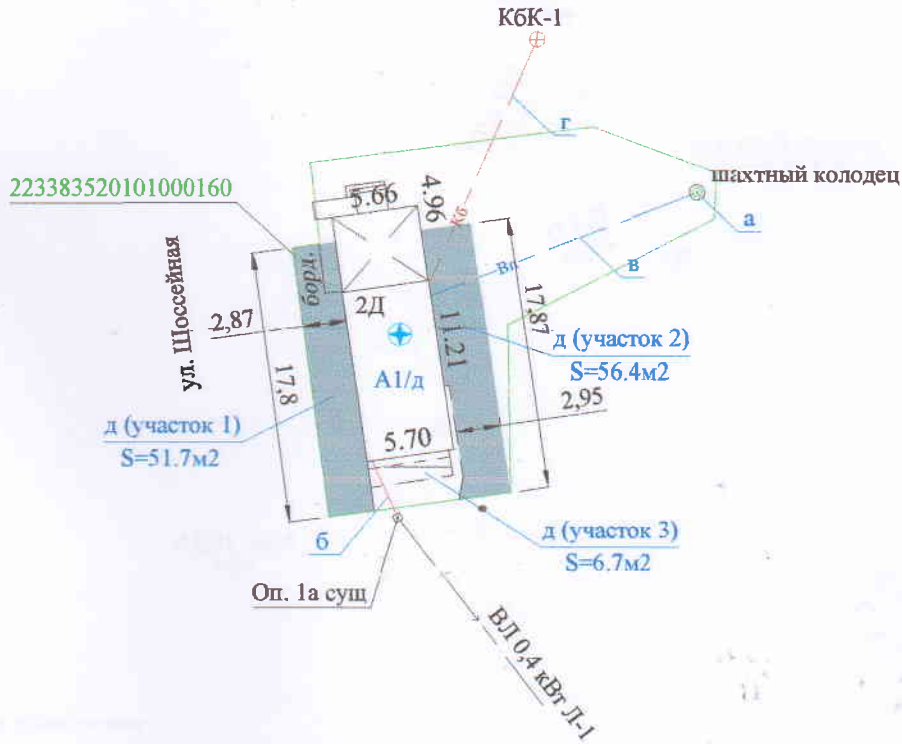 КбК-1
г
шахтный колодец
а
223383520101000160
5.66
4.96
Кб
ул. Шоссейная
борд.
Вп
в
2Д
2,87
17.87
11.21
А1/д
д (участок 2)
S=56.4м2
17,8
2,95
д (участок 1)
S=51.7м2
5.70
б
д (участок 3)
S=6.7м2
Оп. 1а сущ
ВЛ 0,4 кВт Л-1